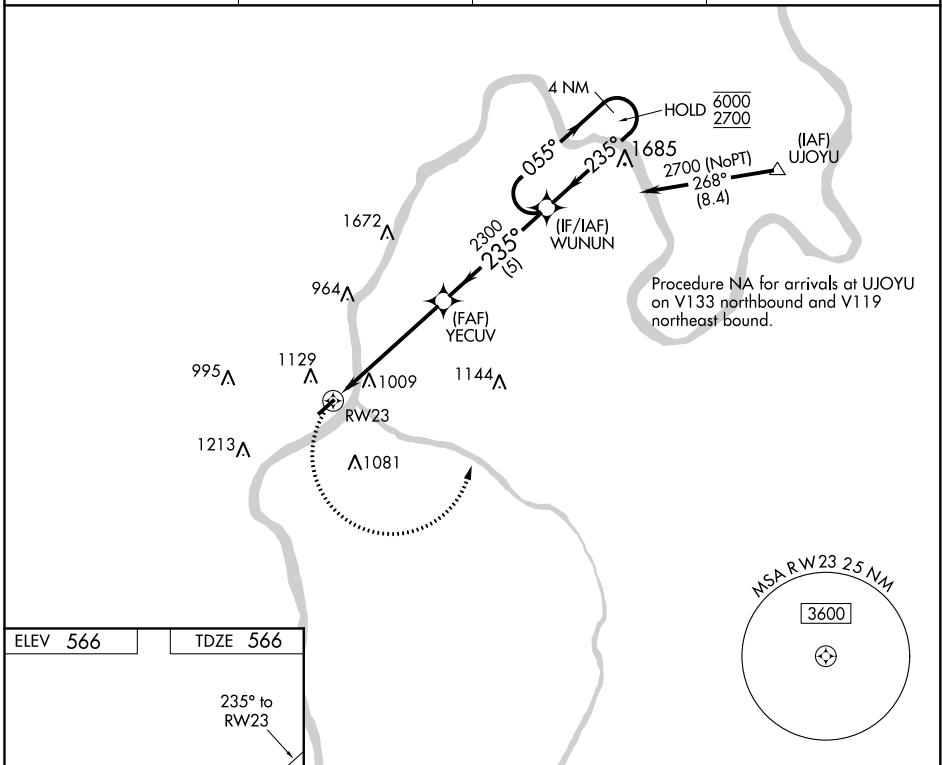 4 NM
HOLD 6000
2700
055°
235°
1685
2700 (NoPT)
268°
(8.4)
(IAF)
UJOYU
1672
2300
235°
(5)
(IF/IAF)
WUNUN
Procedure NA for arrivals at UJOYU
on V133 northbound and V119
northeast bound.
964
(FAF)
YECUV
995
1129
1009
1144
RW23
1213
1081
MSA RW23 25 NM
3600
ELEV 566
TDZE 566
235° to
RW23